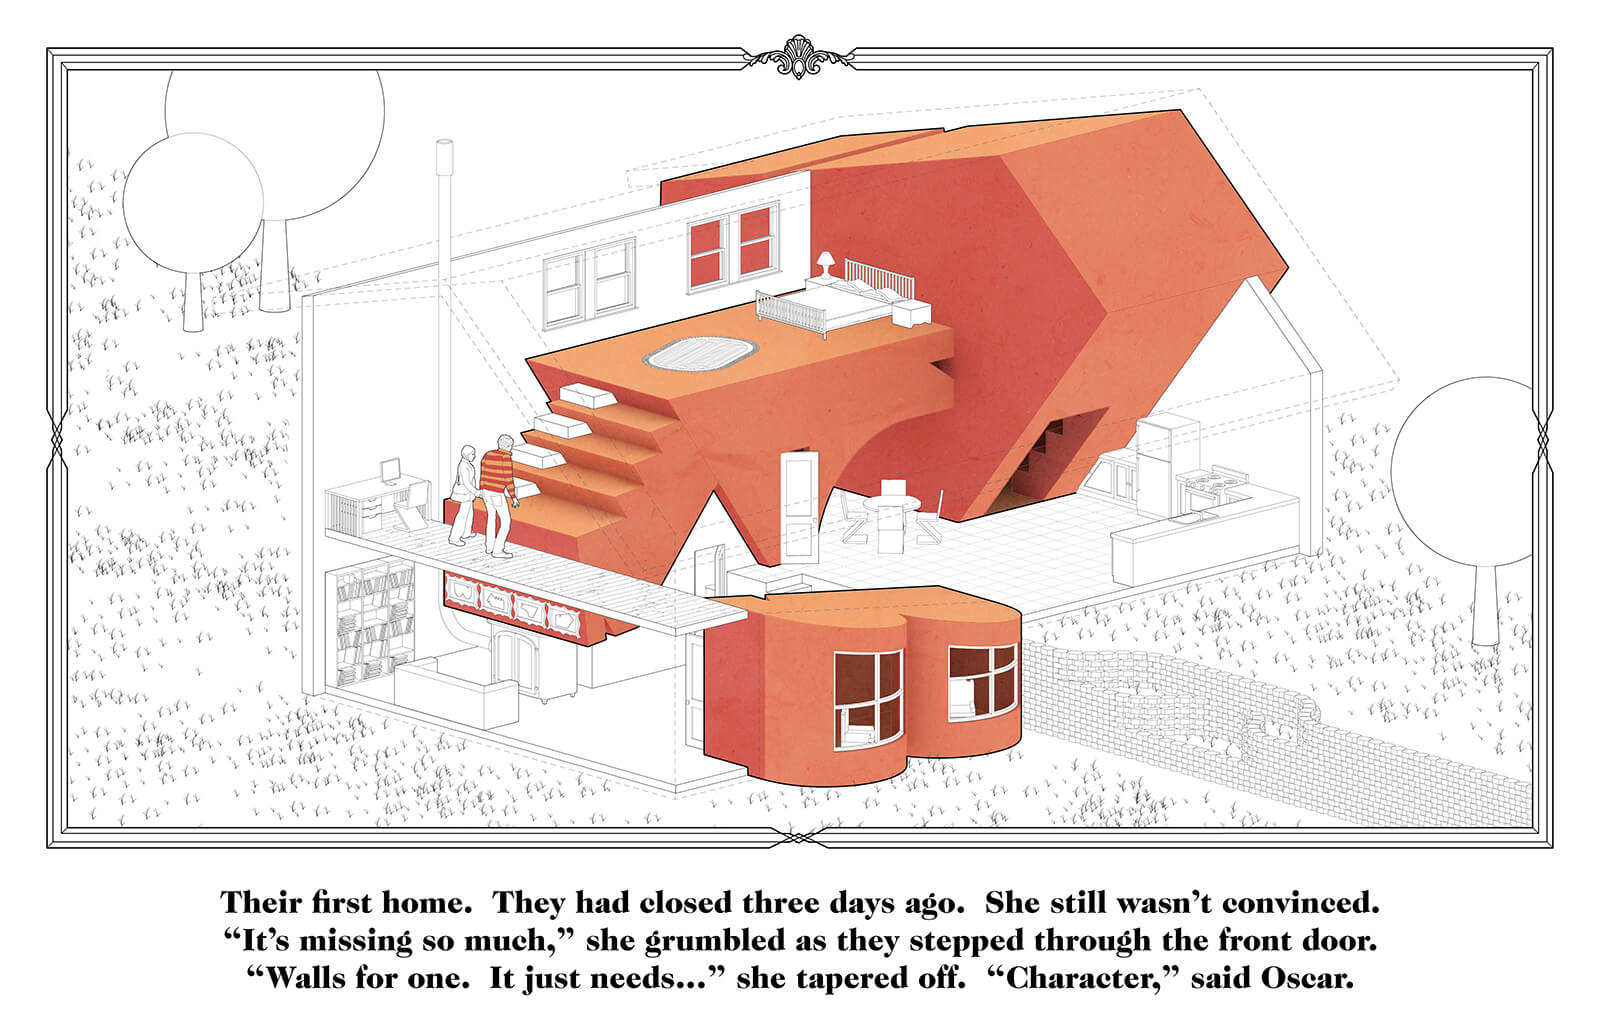 Their first home.  They had closed three days ago.  She still wasn’t convinced.
“It’s missing so much,” she grumbled as they stepped through the front door.
“Walls for one.  It just needs...” she tapered off.  “Character,” said Oscar.